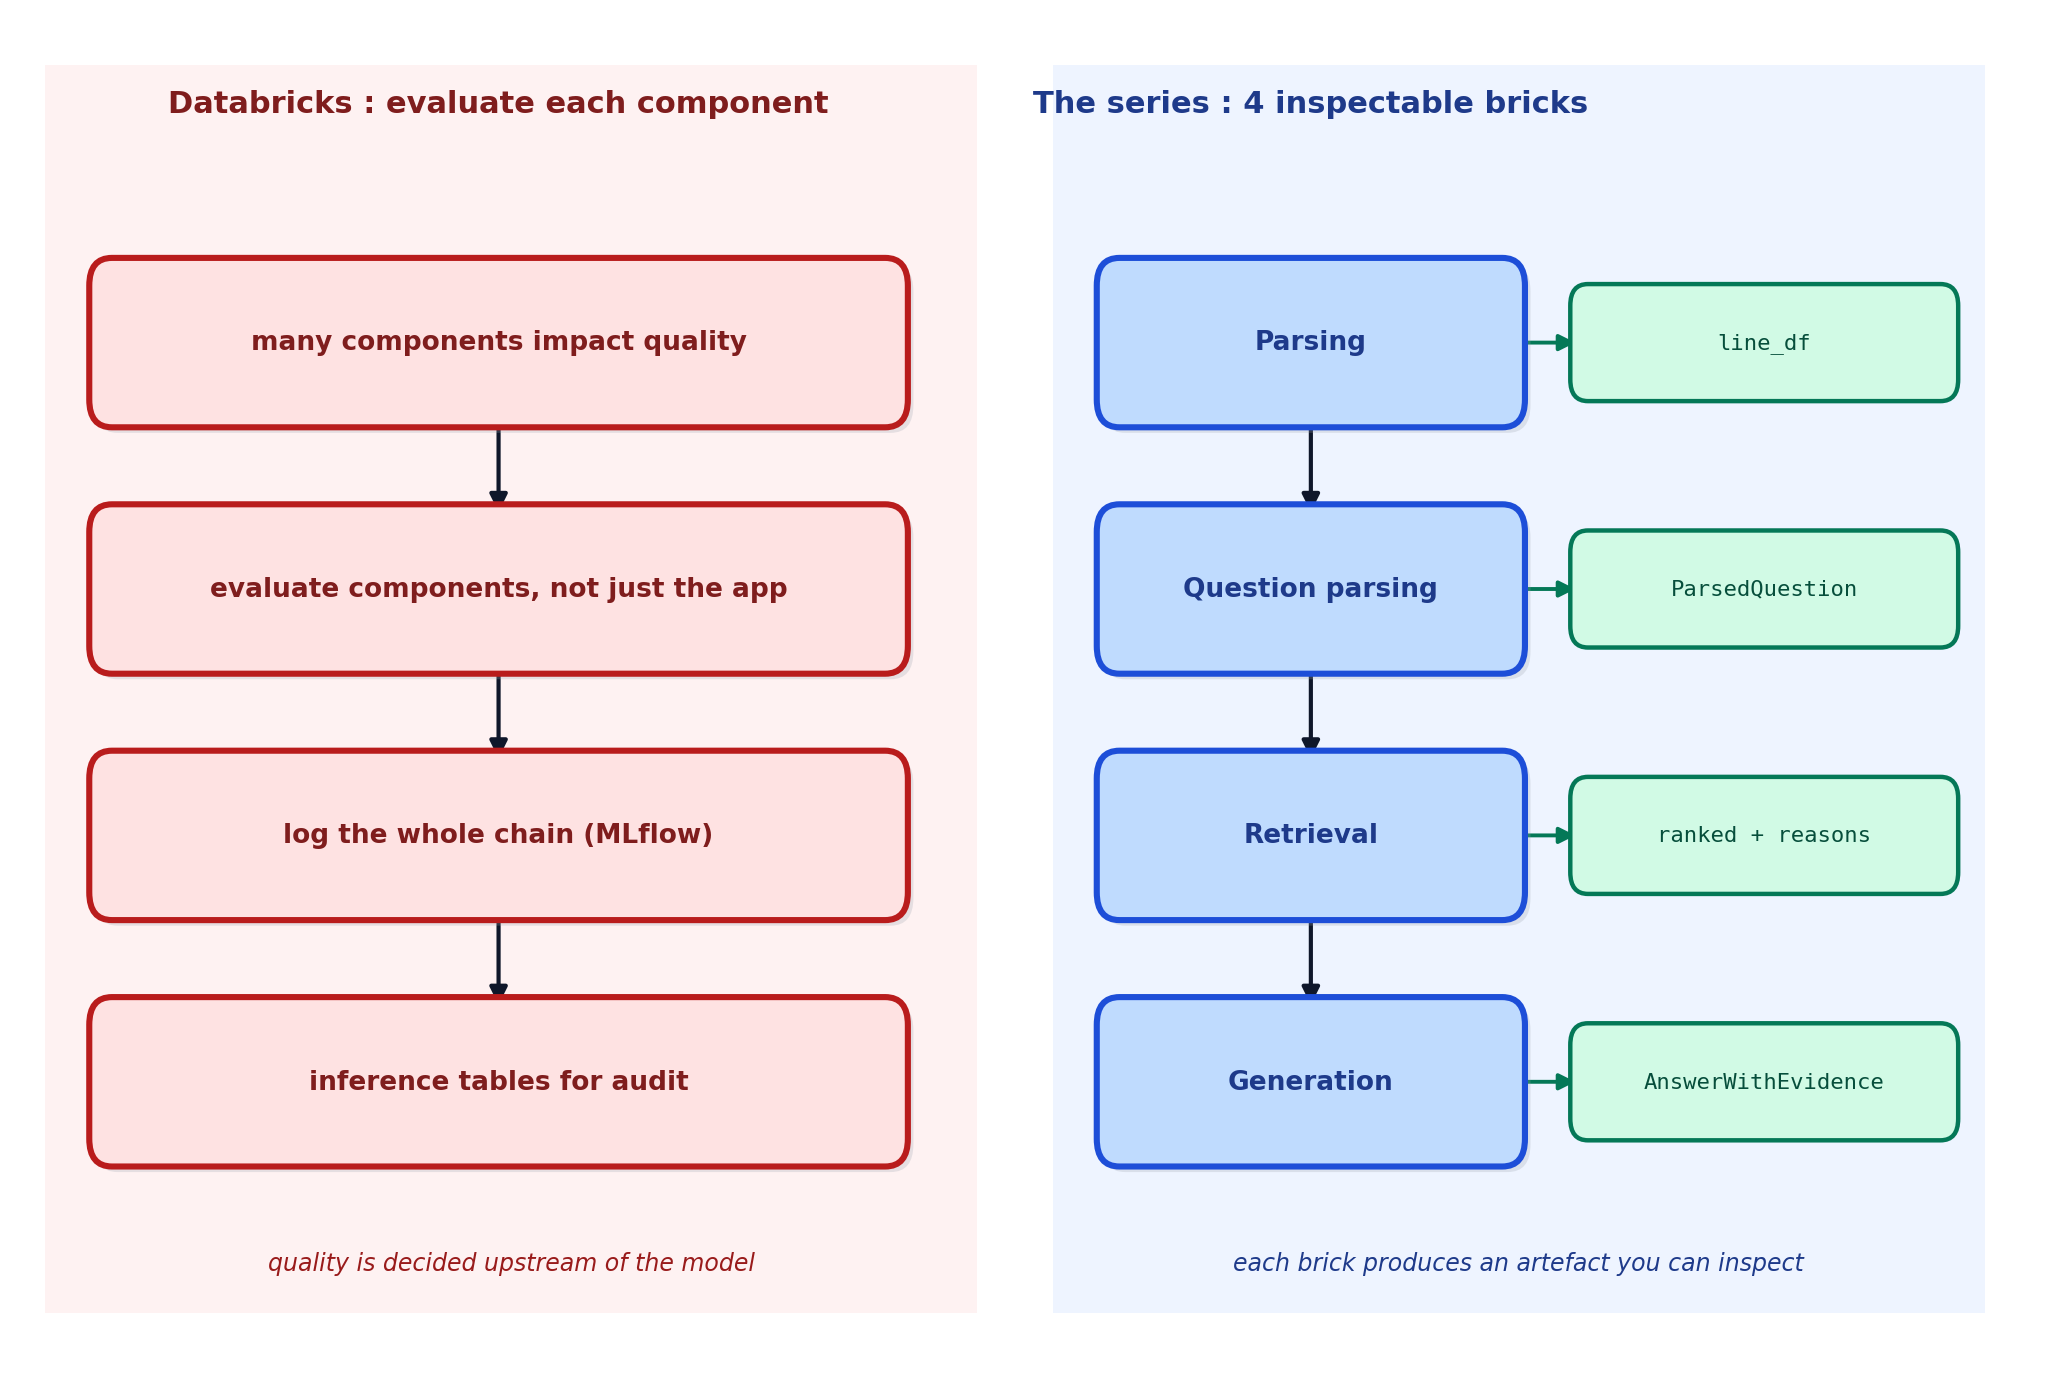 Databricks : evaluate each component
many components impact quality
evaluate components, not just the app
log the whole chain (MLflow)
inference tables for audit
quality is decided upstream of the model
The series : 4 inspectable bricks
Parsing
line_df
Question parsing
ParsedQuestion
Retrieval
ranked + reasons
Generation
AnswerWithEvidence
each brick produces an artefact you can inspect